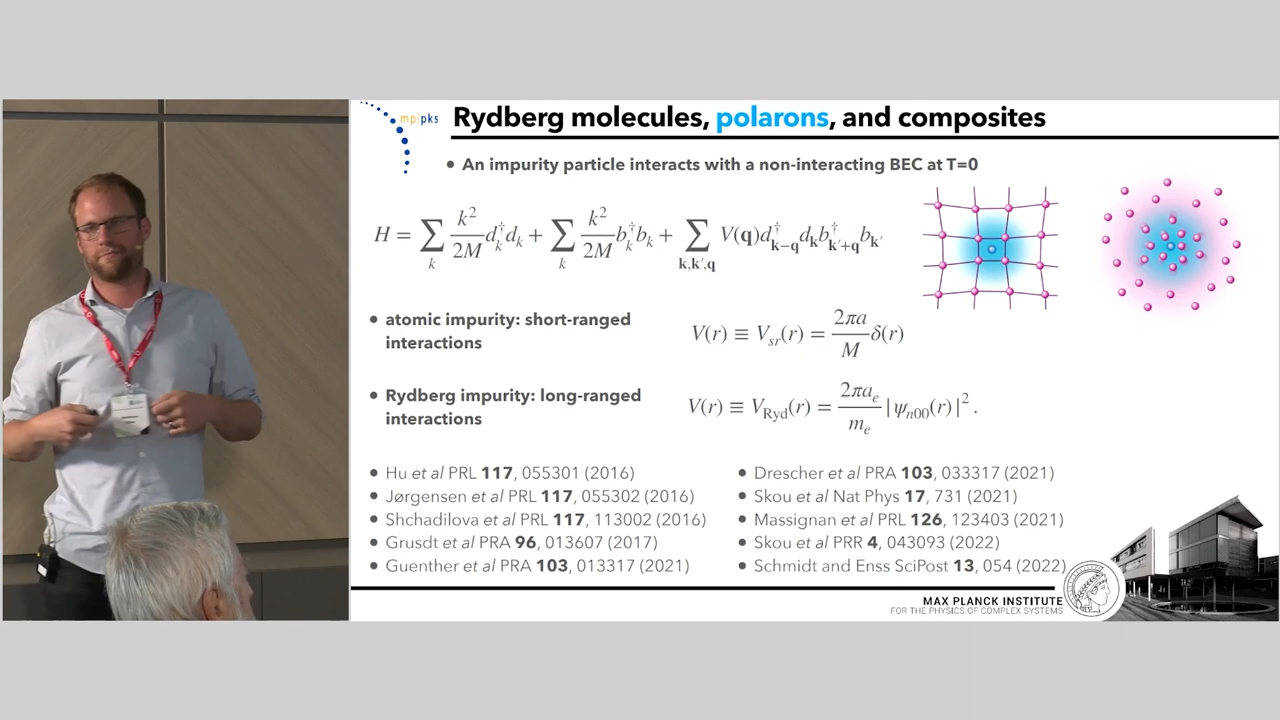 mpipks
Rydberg molecules, polarons, and composites
• An impurity particle interacts with a non-interacting BEC at T=0
H = ∑_k k²/2M d†_k d_k + ∑_k k²/2M b†_k b_k + ∑_{k,k′,q} V(q)d†_{k−q} d_k b†_{k′+q} b_{k′}
• atomic impurity: short-ranged
interactions
V(r) ≡ V_sr(r) = 2πa/M δ(r)
• Rydberg impurity: long-ranged
interactions
V(r) ≡ V_Ryd(r) = 2πa_e/m_e |ψ_n00(r)|² .
• Hu et al PRL 117, 055301 (2016)
• Jørgensen et al PRL 117, 055302 (2016)
• Shchadilova et al PRL 117, 113002 (2016)
• Grusdt et al PRA 96, 013607 (2017)
• Guenther et al PRA 103, 013317 (2021)
• Drescher et al PRA 103, 033317 (2021)
• Skou et al Nat Phys 17, 731 (2021)
• Massignan et al PRL 126, 123403 (2021)
• Skou et al PRR 4, 043093 (2022)
• Schmidt and Enss SciPost 13, 054 (2022)
MAX PLANCK INSTITUTE
FOR THE PHYSICS OF COMPLEX SYSTEMS